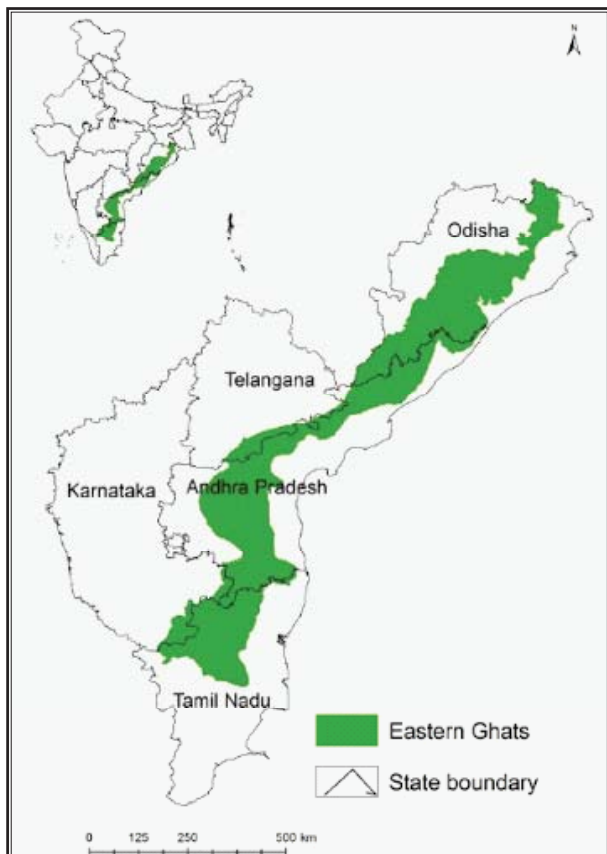 N
Odisha
Telangana
Karnataka
Andhra Pradesh
Tamil Nadu
Eastern Ghats
State boundary
0 125 250 500 km